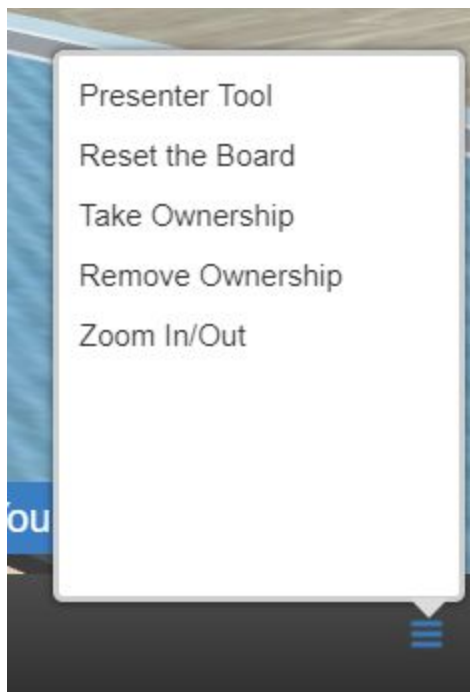 Presenter Tool
Reset the Board
Take Ownership
Remove Ownership
Zoom In/Out